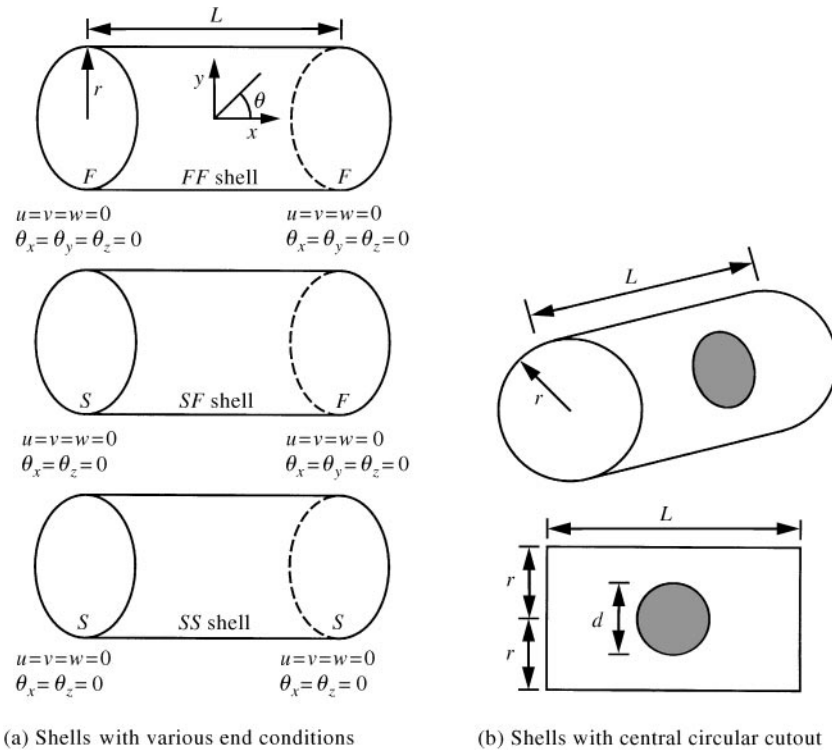 L
r
y
θ
x
F
FF shell
F
u=v=w=0
θx=θy=θz=0
u=v=w=0
θx=θy=θz=0
S
SF shell
F
u=v=w=0
θx=θz=0
u=v=w=0
θx=θy=θz=0
S
SS shell
S
u=v=w=0
θx=θz=0
u=v=w=0
θx=θz=0
(a) Shells with various end conditions
L
r
L
r
d
r
(b) Shells with central circular cutout